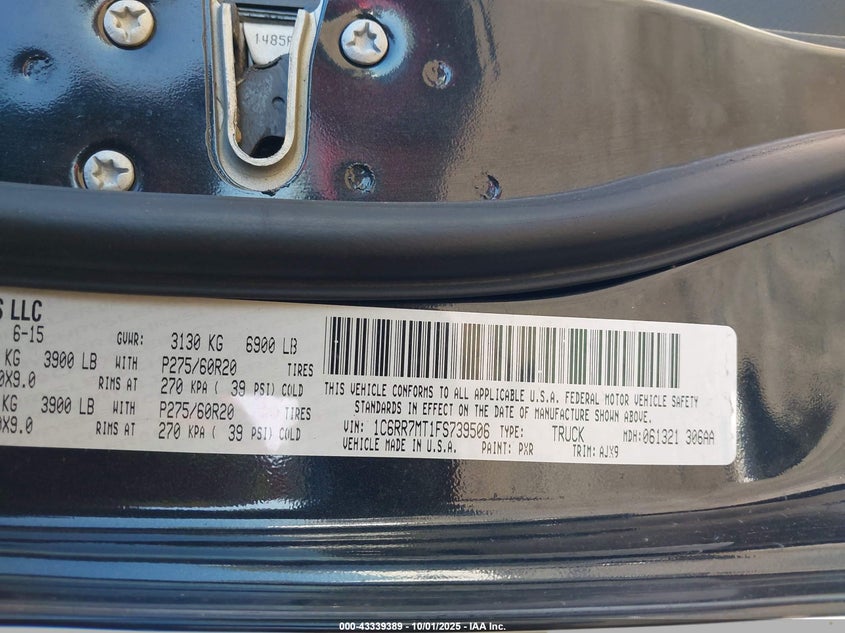 1485A
S LLC
6-15 GVWR: 3130 KG 6900 LB
KG 3900 LB WITH P275/60R20 TIRES
0X9.0 RIMS AT 270 KPA ( 39 PSI) COLD
KG 3900 LB WITH P275/60R20 TIRES
0X9.0 RIMS AT 270 KPA ( 39 PSI) COLD
THIS VEHICLE CONFORMS TO ALL APPLICABLE U.S.A. FEDERAL MOTOR VEHICLE SAFETY
STANDARDS IN EFFECT ON THE DATE OF MANUFACTURE SHOWN ABOVE.
VIN: 1C6RR7MT1FS739506 TYPE: TRUCK MDH:061321 306AA
VEHICLE MADE IN U.S.A. PAINT: PXR TRIM: AJX9
000-43339389 - 10/01/2025 - IAA Inc.